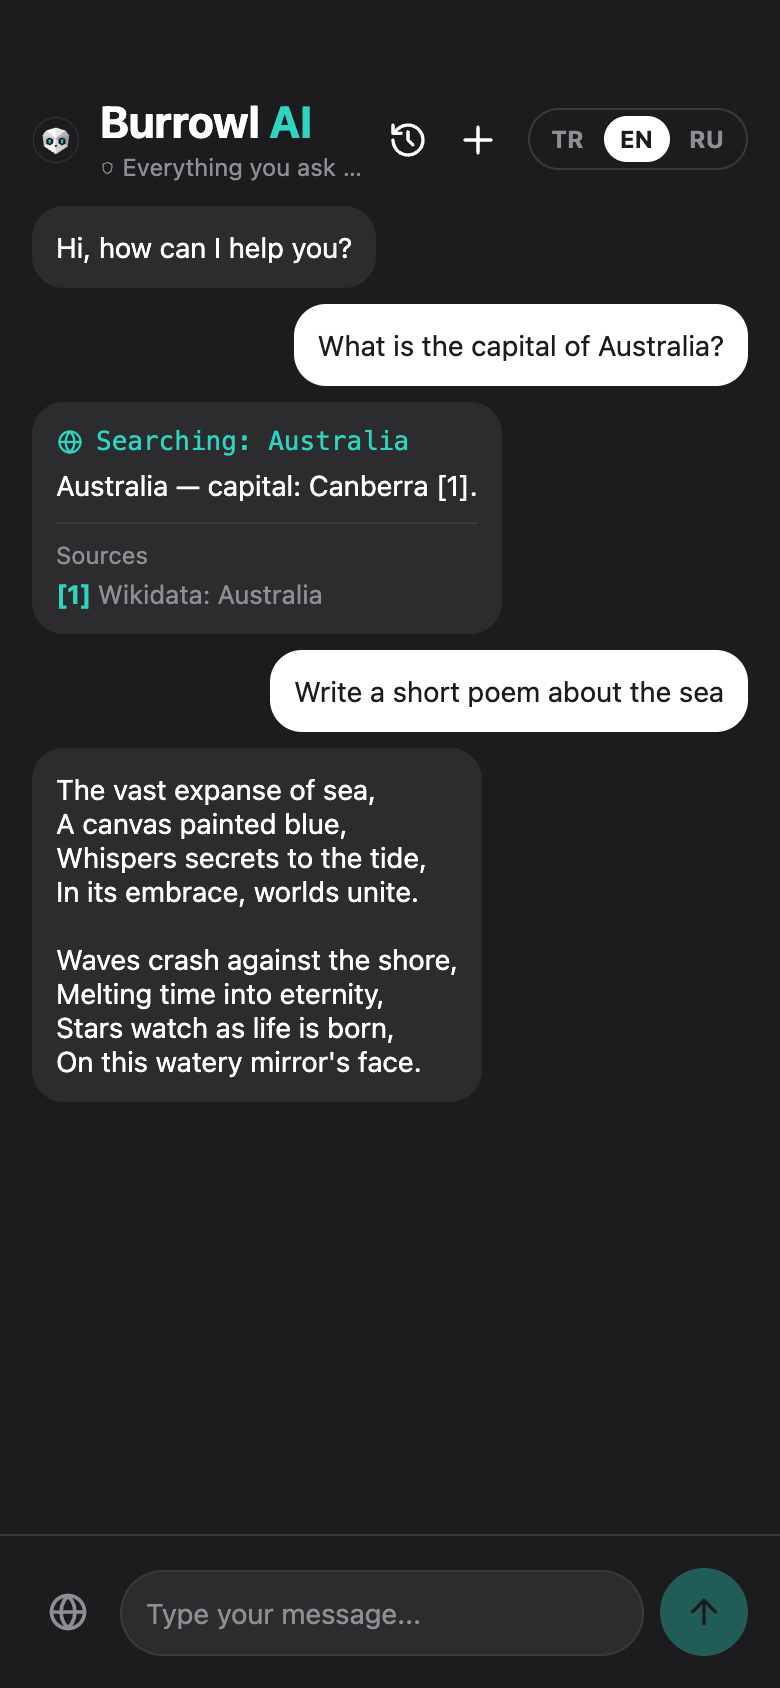 Burrowl AI
Everything you ask ...
TR EN RU
Hi, how can I help you?
What is the capital of Australia?
Searching: Australia
Australia — capital: Canberra [1].
Sources
[1] Wikidata: Australia
Write a short poem about the sea
The vast expanse of sea,
A canvas painted blue,
Whispers secrets to the tide,
In its embrace, worlds unite.
Waves crash against the shore,
Melting time into eternity,
Stars watch as life is born,
On this watery mirror's face.
Type your message...